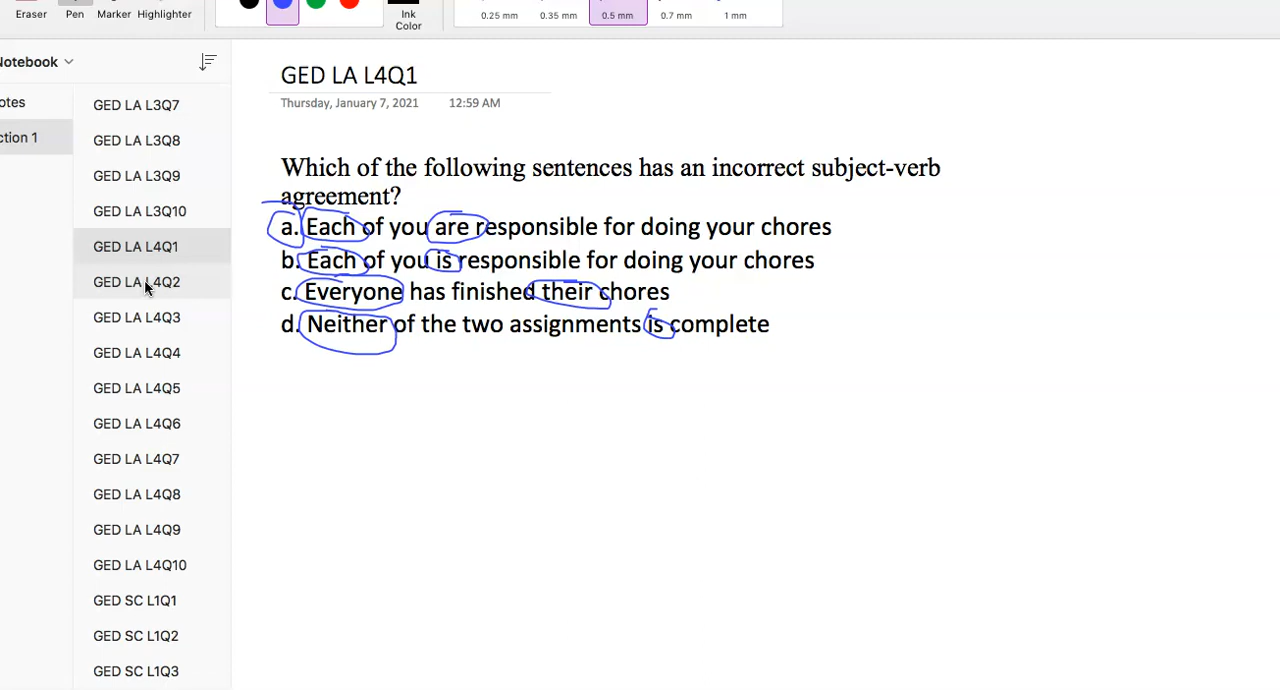 Eraser
Pen
Marker
Highlighter
Ink
Color
0.25 mm
0.35 mm
0.5 mm
0.7 mm
1 mm
Notebook
otes
ction 1
GED LA L3Q7
GED LA L3Q8
GED LA L3Q9
GED LA L3Q10
GED LA L4Q1
GED LA L4Q2
GED LA L4Q3
GED LA L4Q4
GED LA L4Q5
GED LA L4Q6
GED LA L4Q7
GED LA L4Q8
GED LA L4Q9
GED LA L4Q10
GED SC L1Q1
GED SC L1Q2
GED SC L1Q3
GED LA L4Q1
Thursday, January 7, 2021 12:59 AM
Which of the following sentences has an incorrect subject-verb
agreement?
a. Each of you are responsible for doing your chores
b. Each of you is responsible for doing your chores
c. Everyone has finished their chores
d. Neither of the two assignments is complete